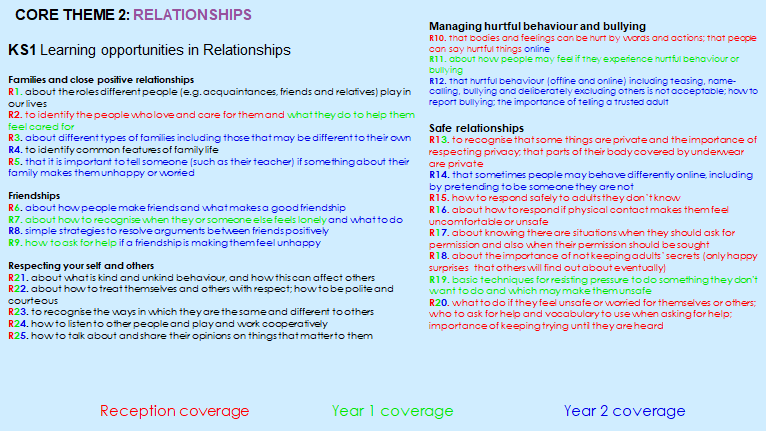 CORE THEME 2: RELATIONSHIPS
KS1 Learning opportunities in Relationships
Families and close positive relationships
R1. about the roles different people (e.g. acquaintances, friends and relatives) play in
our lives
R2. to identify the people who love and care for them and what they do to help them
feel cared for
R3. about different types of families including those that may be different to their own
R4. to identify common features of family life
R5. that it is important to tell someone (such as their teacher) if something about their
family makes them unhappy or worried
Friendships
R6. about how people make friends and what makes a good friendship
R7. about how to recognise when they or someone else feels lonely and what to do
R8. simple strategies to resolve arguments between friends positively
R9. how to ask for help if a friendship is making them feel unhappy
Respecting your self and others
R21. about what is kind and unkind behaviour, and how this can affect others
R22. about how to treat themselves and others with respect; how to be polite and
courteous
R23. to recognise the ways in which they are the same and different to others
R24. how to listen to other people and play and work cooperatively
R25. how to talk about and share their opinions on things that matter to them
Managing hurtful behaviour and bullying
R10. that bodies and feelings can be hurt by words and actions; that people
can say hurtful things online
R11. about how people may feel if they experience hurtful behaviour or
bullying
R12. that hurtful behaviour (offline and online) including teasing, name-
calling, bullying and deliberately excluding others is not acceptable; how to
report bullying; the importance of telling a trusted adult
Safe relationships
R13. to recognise that some things are private and the importance of
respecting privacy; that parts of their body covered by underwear
are private
R14. that sometimes people may behave differently online, including
by pretending to be someone they are not
R15. how to respond safely to adults they don't know
R16. about how to respond if physical contact makes them feel
uncomfortable or unsafe
R17. about knowing there are situations when they should ask for
permission and also when their permission should be sought
R18. about the importance of not keeping adults' secrets (only happy
surprises that others will find out about eventually)
R19. basic techniques for resisting pressure to do something they don't
want to do and which may make them unsafe
R20. what to do if they feel unsafe or worried for themselves or others;
who to ask for help and vocabulary to use when asking for help;
importance of keeping trying until they are heard
Reception coverage
Year 1 coverage
Year 2 coverage